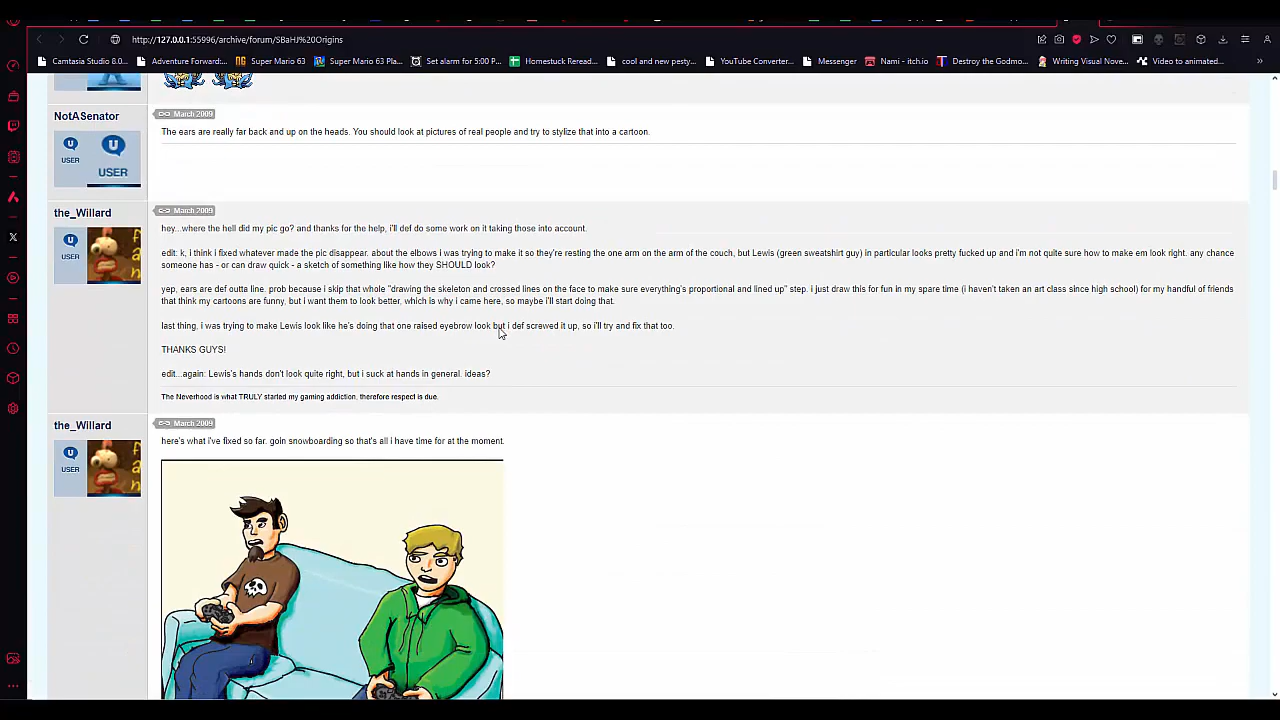 http://127.0.0.1:55996/archive/forum/SBaHJ%20Origins
Camtasia Studio 8.0... Adventure Forward:... Super Mario 63 Super Mario 63 Pla... Set alarm for 5:00 P... Homestuck Reread... cool and new pesty... YouTube Converter... Messenger Nami - itch.io Destroy the Godmo... Writing Visual Nove... Video to animated... »
NotASenator
March 2009
The ears are really far back and up on the heads. You should look at pictures of real people and try to stylize that into a cartoon.
USER
USER
the_Willard
March 2009
hey...where the hell did my pic go? and thanks for the help, i'll def do some work on it taking those into account.
USER
edit: k, i think i fixed whatever made the pic disappear. about the elbows i was trying to make it so they're resting the one arm on the arm of the couch, but Lewis (green sweatshirt guy) in particular looks pretty fucked up and i'm not quite sure how to make em look right. any chance
someone has - or can draw quick - a sketch of something like how they SHOULD look?
yep, ears are def outta line. prob because i skip that whole "drawing the skeleton and crossed lines on the face to make sure everything's proportional and lined up" step. i just draw this for fun in my spare time (i haven't taken an art class since high school) for my handful of friends
that think my cartoons are funny, but i want them to look better, which is why i came here, so maybe i'll start doing that.
last thing, i was trying to make Lewis look like he's doing that one raised eyebrow look but i def screwed it up, so i'll try and fix that too.
THANKS GUYS!
edit...again: Lewis's hands don't look quite right, but i suck at hands in general. ideas?
The Neverhood is what TRULY started my gaming addiction, therefore respect is due.
the_Willard
March 2009
here's what i've fixed so far. goin snowboarding so that's all i have time for at the moment.
USER